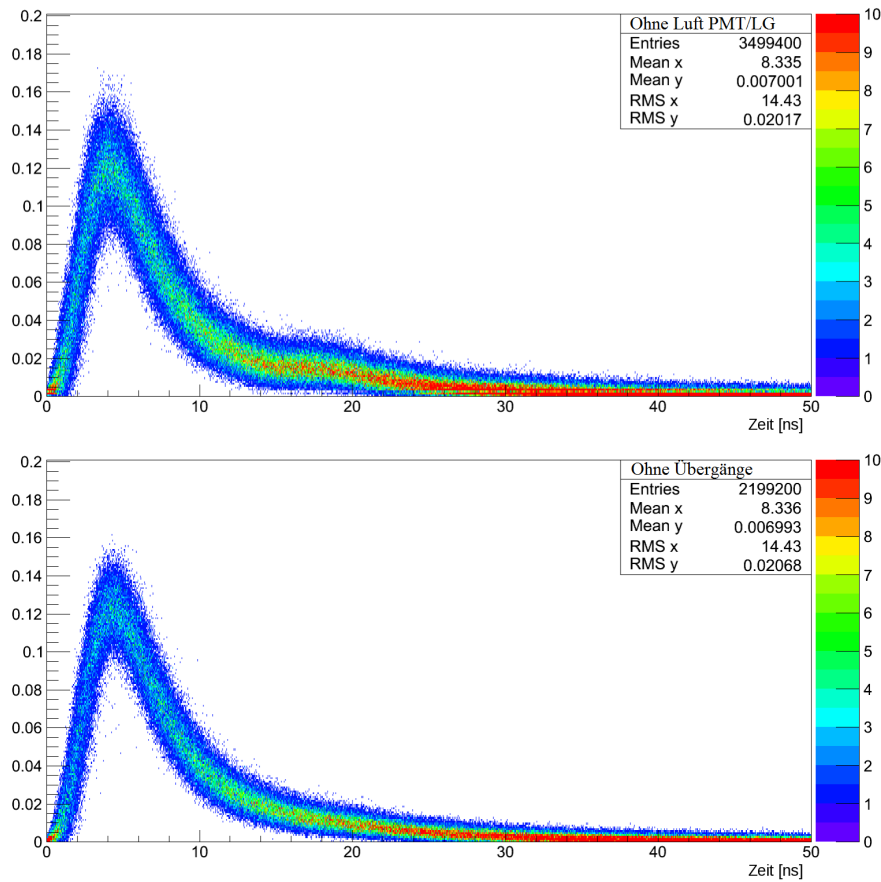 0.2
0.18
0.16
0.14
0.12
0.1
0.08
0.06
0.04
0.02
0
0 10 20 30 40 50
Zeit [ns]
Ohne Luft PMT/LG
Entries 3499400
Mean x 8.335
Mean y 0.007001
RMS x 14.43
RMS y 0.02017
10
9
8
7
6
5
4
3
2
1
0
0.2
0.18
0.16
0.14
0.12
0.1
0.08
0.06
0.04
0.02
0
0 10 20 30 40 50
Zeit [ns]
Ohne Übergänge
Entries 2199200
Mean x 8.336
Mean y 0.006993
RMS x 14.43
RMS y 0.02068
10
9
8
7
6
5
4
3
2
1
0